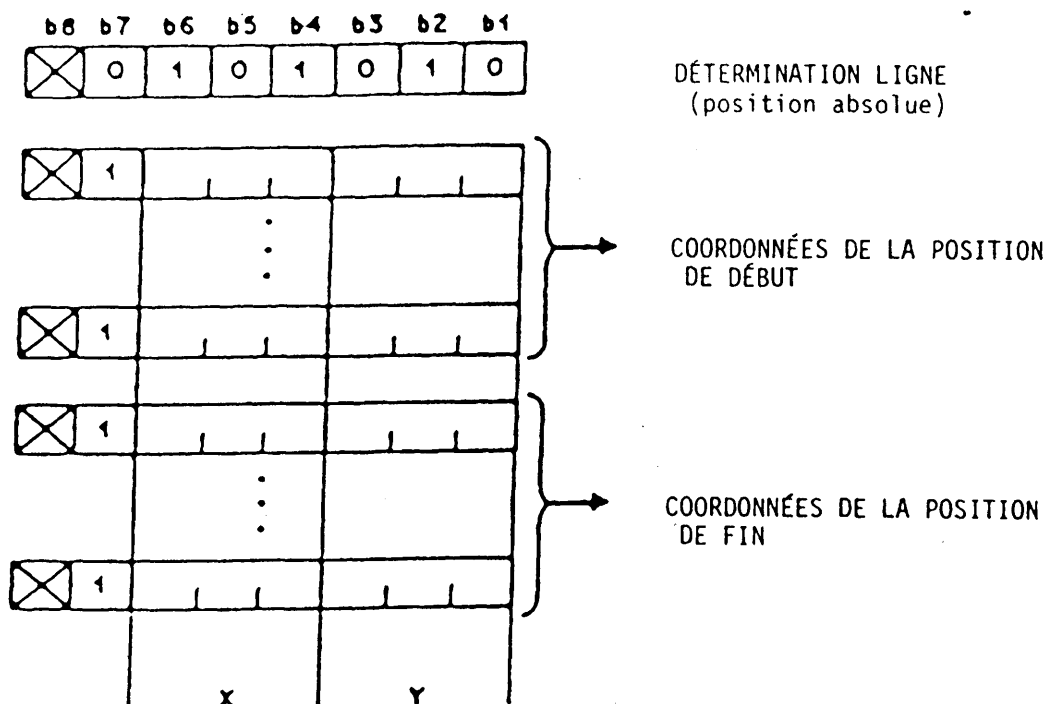 b8 b7 b6 b5 b4 b3 b2 b1
0 1 0 1 0 1 0
DÉTERMINATION LIGNE
(position absolue)
1
COORDONNÉES DE LA POSITION
DE DÉBUT
1
1
COORDONNÉES DE LA POSITION
DE FIN
1
X Y